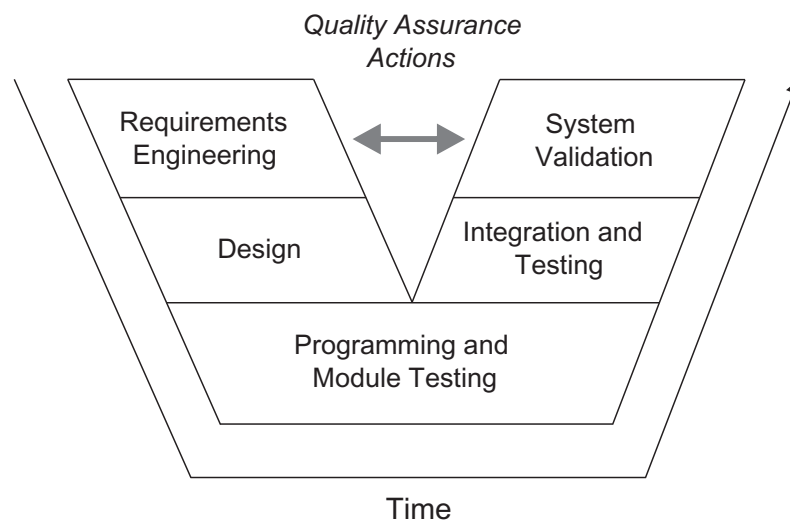 Quality Assurance
Actions
Requirements
Engineering
System
Validation
Design
Integration and
Testing
Programming and
Module Testing
Time